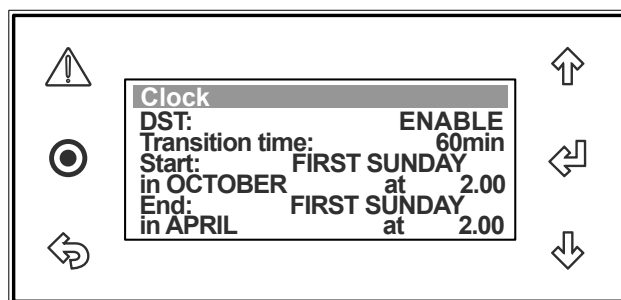 Clock
DST: ENABLE
Transition time: 60min
Start: FIRST SUNDAY
in OCTOBER at 2.00
End: FIRST SUNDAY
in APRIL at 2.00